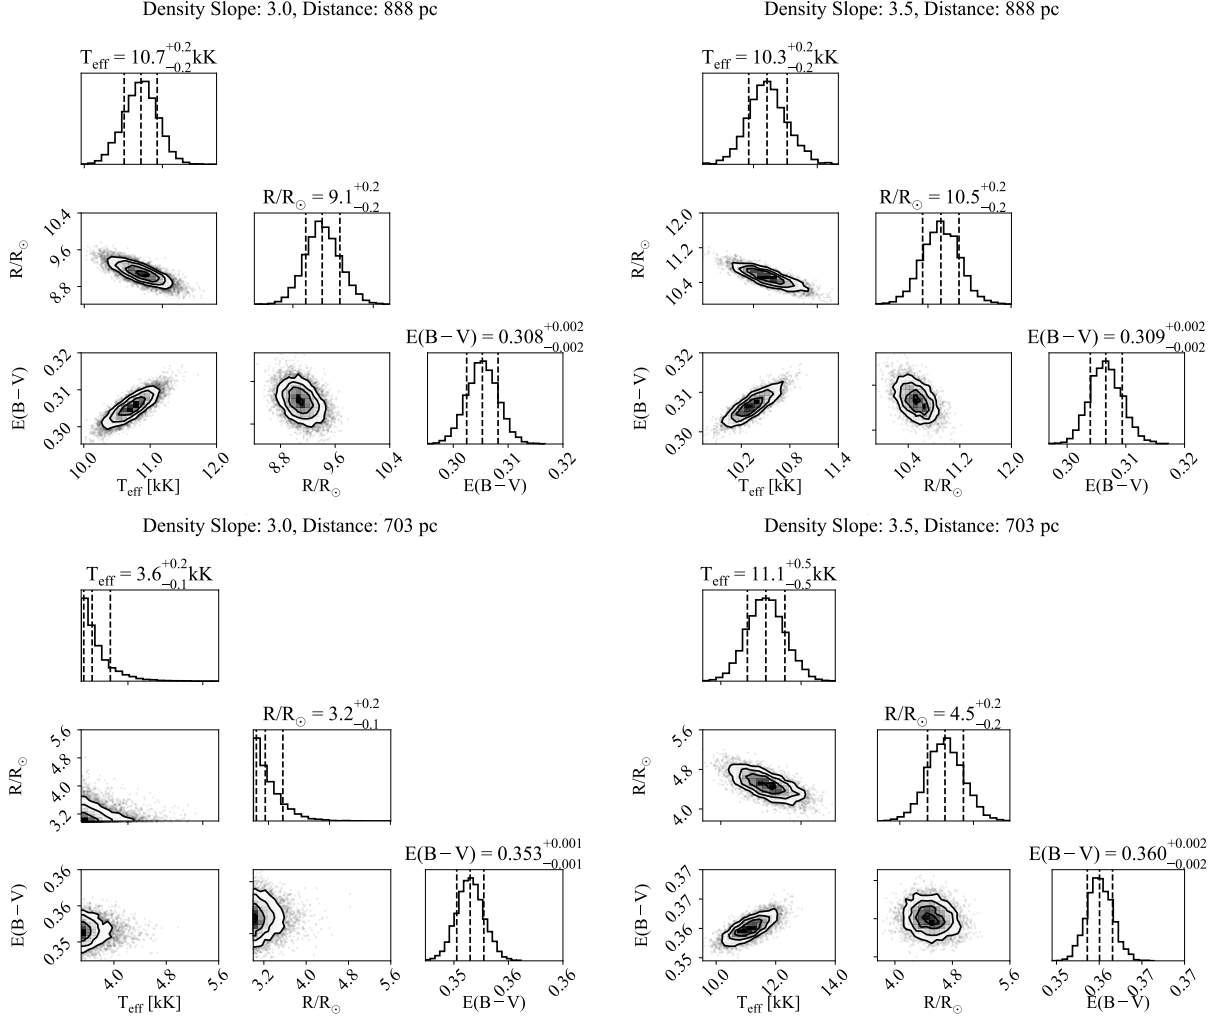 Density Slope: 3.0, Distance: 888 pc
T_eff = 10.7^{+0.2}_{−0.2}kK
R/R☉ = 9.1^{+0.2}_{−0.2}
E(B−V) = 0.308^{+0.002}_{−0.002}
R/R☉
10.4
9.6
8.8
E(B−V)
0.32
0.31
0.30
10.0 11.0 12.0
T_eff [kK]
8.8 9.6 10.4
R/R☉
0.30 0.31 0.32
E(B−V)
Density Slope: 3.5, Distance: 888 pc
T_eff = 10.3^{+0.2}_{−0.2}kK
R/R☉ = 10.5^{+0.2}_{−0.2}
E(B−V) = 0.309^{+0.002}_{−0.002}
R/R☉
12.0
11.2
10.4
E(B−V)
0.32
0.31
0.30
10.2 10.8 11.4
T_eff [kK]
10.4 11.2 12.0
R/R☉
0.30 0.31 0.32
E(B−V)
Density Slope: 3.0, Distance: 703 pc
T_eff = 3.6^{+0.2}_{−0.1}kK
R/R☉ = 3.2^{+0.2}_{−0.1}
E(B−V) = 0.353^{+0.001}_{−0.001}
R/R☉
5.6
4.8
4.0
3.2
E(B−V)
0.36
0.36
0.35
4.0 4.8 5.6
T_eff [kK]
3.2 4.0 4.8 5.6
R/R☉
0.35 0.36 0.36
E(B−V)
Density Slope: 3.5, Distance: 703 pc
T_eff = 11.1^{+0.5}_{−0.5}kK
R/R☉ = 4.5^{+0.2}_{−0.2}
E(B−V) = 0.360^{+0.002}_{−0.002}
R/R☉
5.6
4.8
4.0
E(B−V)
0.37
0.37
0.36
0.35
10.0 12.0 14.0
T_eff [kK]
4.0 4.8 5.6
R/R☉
0.35 0.36 0.37 0.37
E(B−V)